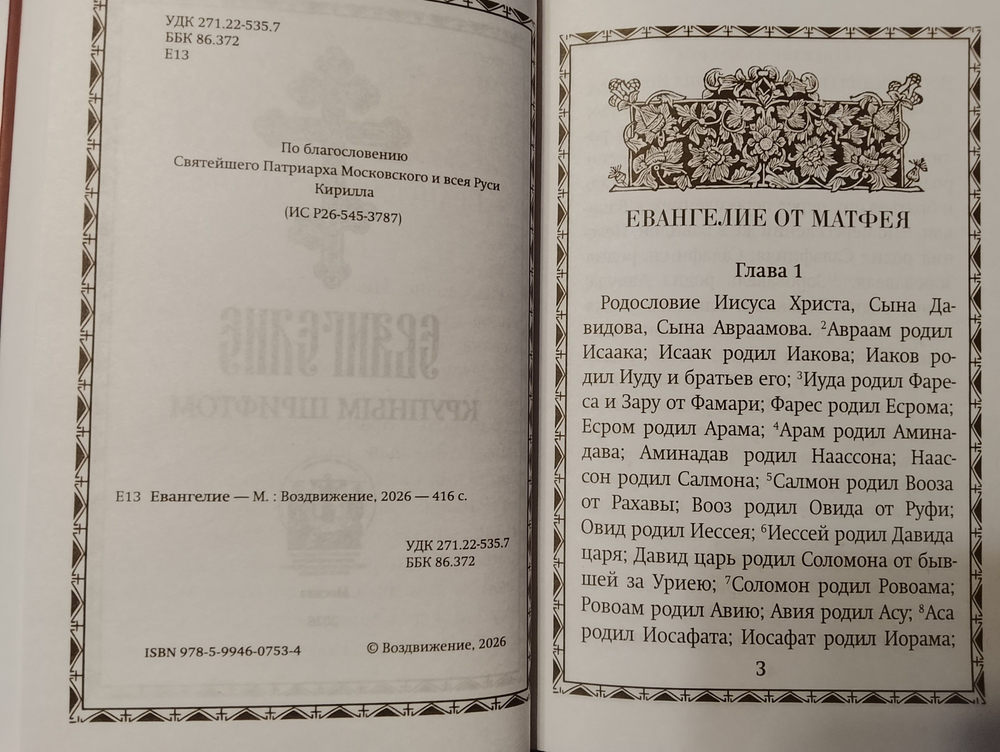 УДК 271.22-535.7
ББК 86.372
Е13
По благословению
Святейшего Патриарха Московского и всея Руси
Кирилла
(ИС Р26-545-3787)
ЕВАНГЕЛИЕ
КРУПНЫМ ШРИФТОМ
Е13 Евангелие — М. : Воздвижение, 2026 — 416 с.
УДК 271.22-535.7
ББК 86.372
Москва
2026
ISBN 978-5-9946-0753-4
© Воздвижение, 2026
ЕВАНГЕЛИЕ ОТ МАТФЕЯ
Глава 1
Родословие Иисуса Христа, Сына Да-
видова, Сына Авраамова. ²Авраам родил
Исаака; Исаак родил Иакова; Иаков ро-
дил Иуду и братьев его; ³Иуда родил Фаре-
са и Зару от Фамари; Фарес родил Есрома;
Есром родил Арама; ⁴Арам родил Амина-
дава; Аминадав родил Наассона; Наас-
сон родил Салмона; ⁵Салмон родил Вооза
от Рахавы; Вооз родил Овида от Руфи;
Овид родил Иессея; ⁶Иессей родил Давида
царя; Давид царь родил Соломона от быв-
шей за Уриею; ⁷Соломон родил Ровоама;
Ровоам родил Авию; Авия родил Асу; ⁸Аса
родил Иосафата; Иосафат родил Иорама;
3